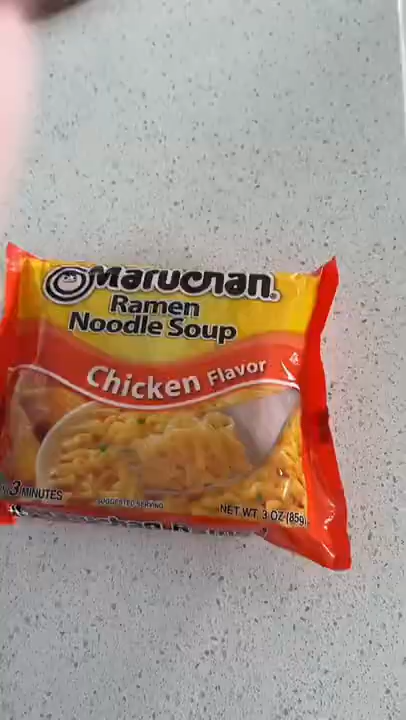 Maruchan.
Ramen
Noodle Soup
Chicken Flavor
3 MINUTES
SUGGESTED SERVING
NET WT. 3 OZ (85g)